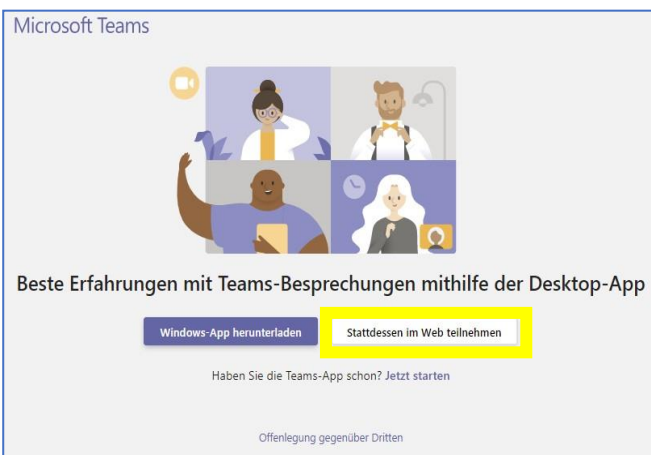 Microsoft Teams
Beste Erfahrungen mit Teams-Besprechungen mithilfe der Desktop-App
Windows-App herunterladen
Stattdessen im Web teilnehmen
Haben Sie die Teams-App schon? Jetzt starten
Offenlegung gegenüber Dritten